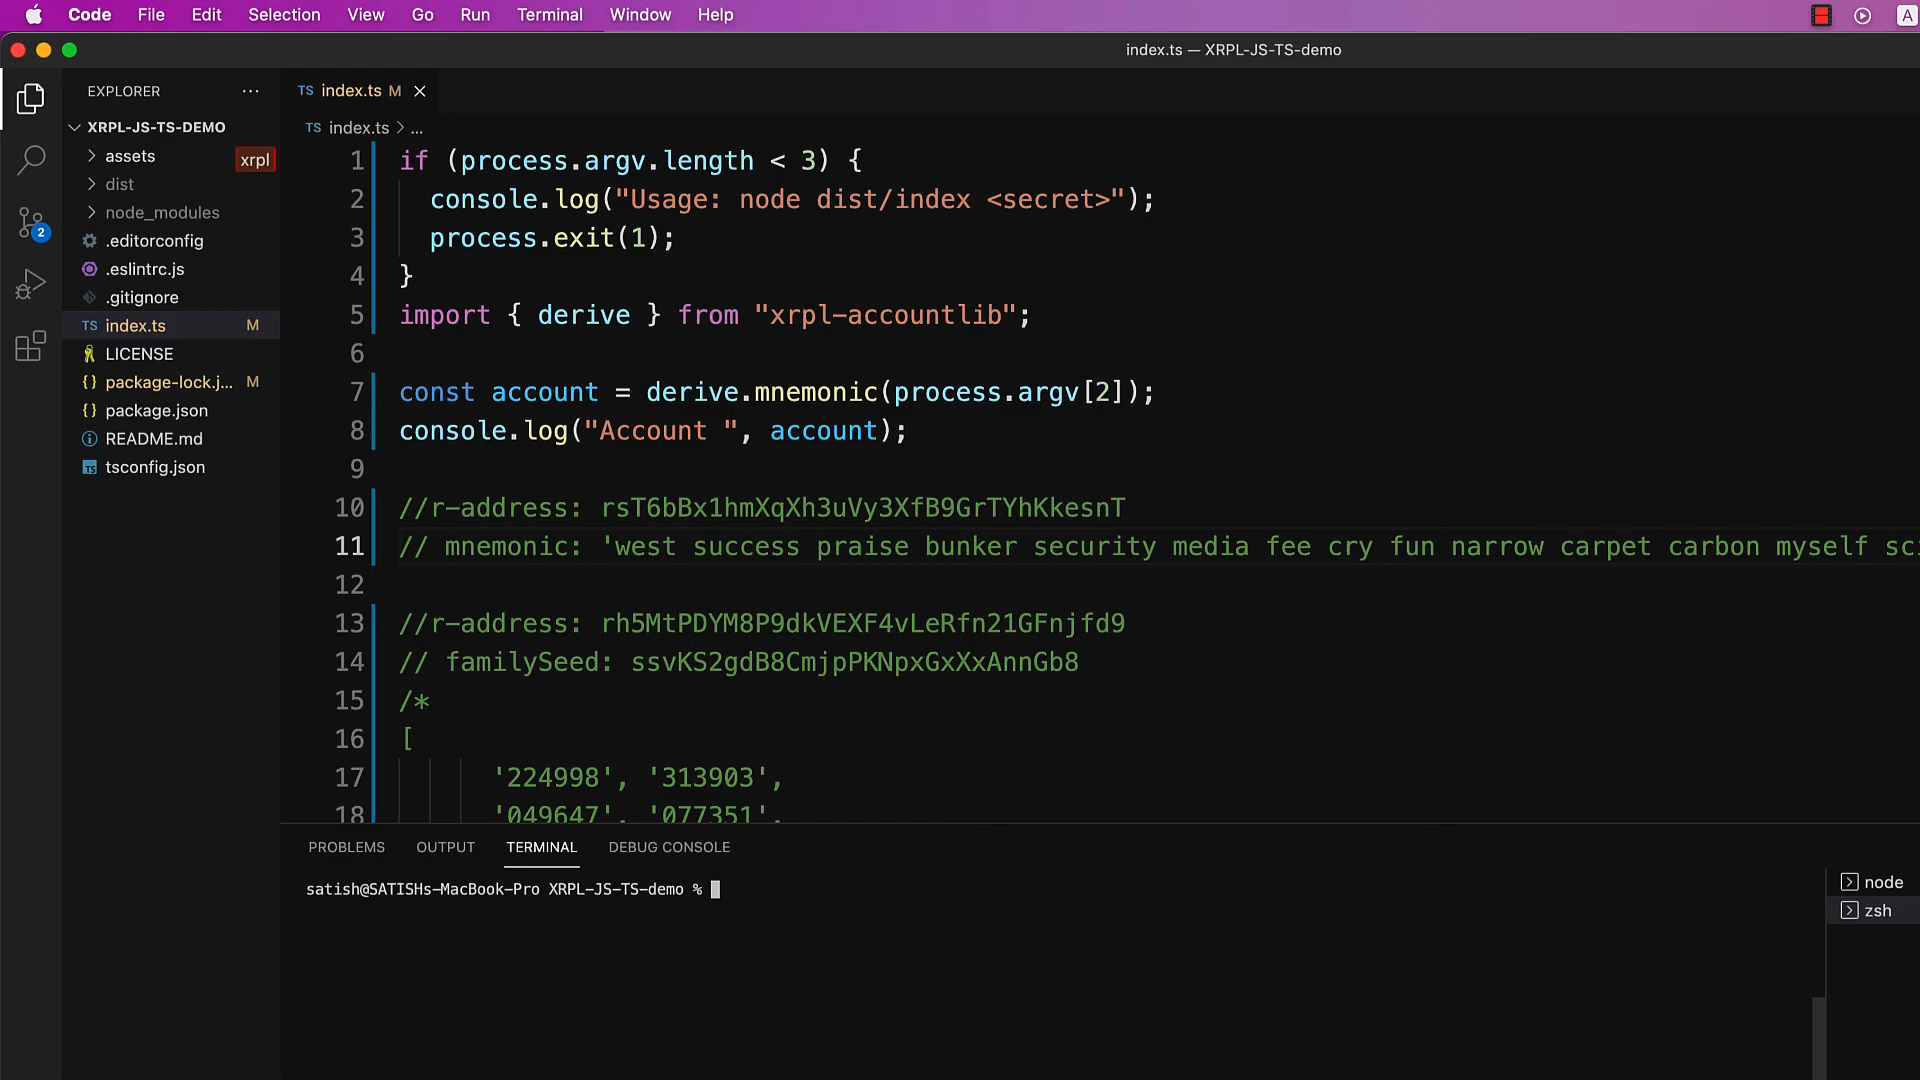 Code File Edit Selection View Go Run Terminal Window Help
A
index.ts — XRPL-JS-TS-demo
EXPLORER ...
TS index.ts M
XRPL-JS-TS-DEMO
TS index.ts > ...
assets
xrpl
dist
node_modules
.editorconfig
.eslintrc.js
.gitignore
TS index.ts M
LICENSE
{} package-lock.j... M
{} package.json
README.md
TS tsconfig.json
2
1 if (process.argv.length < 3) {
2 console.log("Usage: node dist/index <secret>");
3 process.exit(1);
4 }
5 import { derive } from "xrpl-accountlib";
6
7 const account = derive.mnemonic(process.argv[2]);
8 console.log("Account ", account);
9
10 //r-address: rsT6bBx1hmXqXh3uVy3XfB9GrTYhKkesnT
11 // mnemonic: 'west success praise bunker security media fee cry fun narrow carpet carbon myself sci
12
13 //r-address: rh5MtPDYM8P9dkVEXF4vLeRfn21GFnjfd9
14 // familySeed: ssvKS2gdB8CmjpPKNpxGxXxAnnGb8
15 /*
16 [
17 '224998', '313903',
18 '049647', '077351',
PROBLEMS OUTPUT TERMINAL DEBUG CONSOLE
satish@SATISHs-MacBook-Pro XRPL-JS-TS-demo %
node
zsh